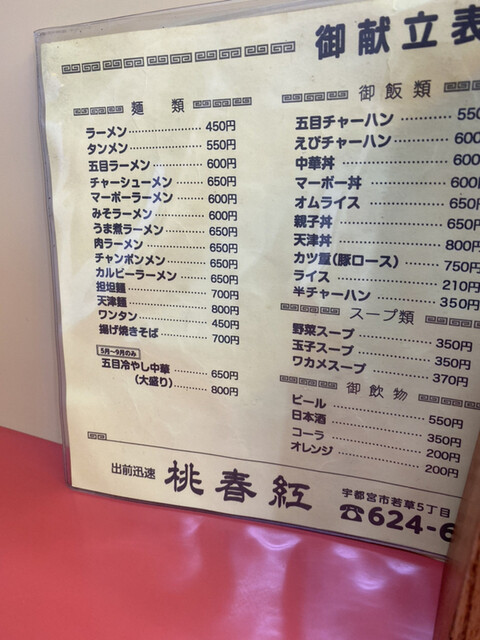 御献立表
麺 類
ラーメン 450円
タンメン 550円
五目ラーメン 600円
チャーシューメン 650円
マーボーラーメン 600円
みそラーメン 600円
うま煮ラーメン 650円
肉ラーメン 650円
チャンポンメン 650円
カルビーラーメン 650円
担担麺 700円
天津麺 800円
ワンタン 450円
揚げ焼きそば 700円
5月〜9月のみ
五目冷やし中華 650円
(大盛り) 800円
御飯類
五目チャーハン 550
えびチャーハン 600
中華丼 600
マーボー丼 600
オムライス 650
親子丼 650
天津丼 800円
カツ重(豚ロース) 750円
ライス 210円
半チャーハン 350円
スープ類
野菜スープ 350円
玉子スープ 350円
ワカメスープ 370円
御飲物
ビール 550円
日本酒 350円
コーラ 200円
オレンジ 200円
出前迅速 桃春紅
宇都宮市若草5丁目
☎624-6